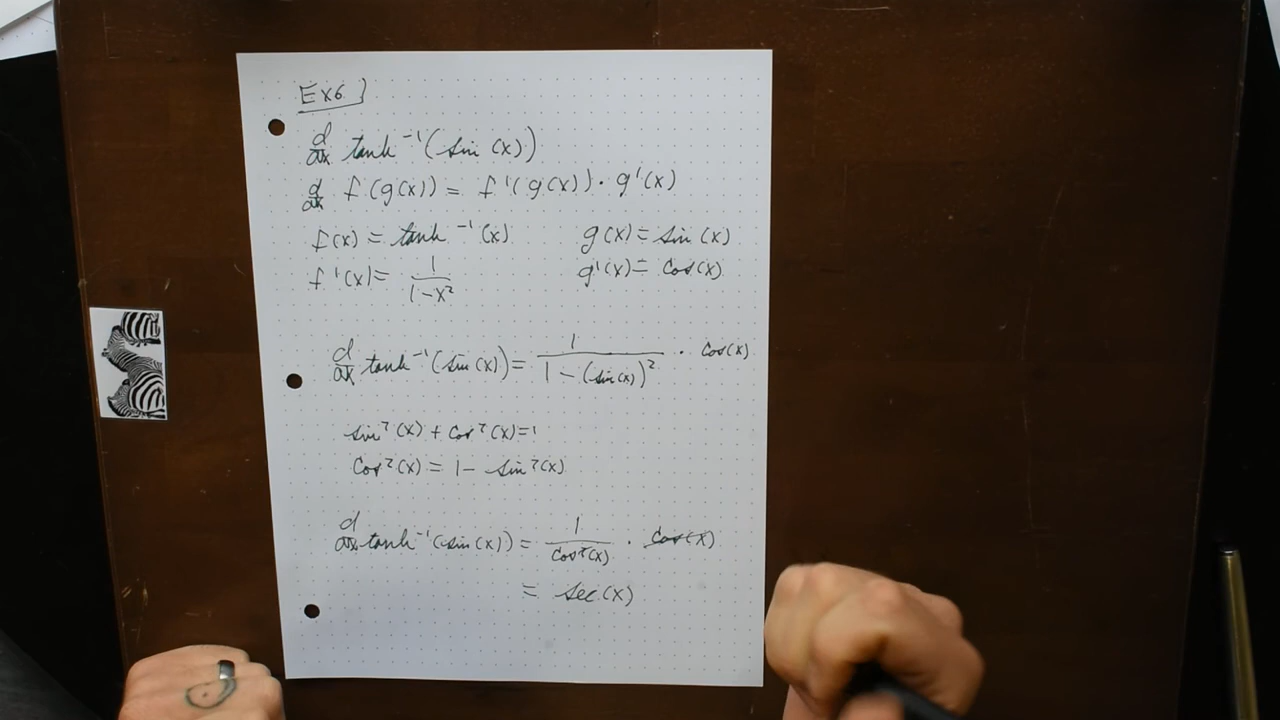 Ex6
d/dx tanh⁻¹(sin(x))
d/dx f(g(x)) = f'(g(x)) · g'(x)
f(x) = tanh⁻¹(x) g(x) = sin(x)
f'(x) = 1/(1-x²) g'(x) = cos(x)
d/dx tanh⁻¹(sin(x)) = 1/(1-(sin(x))²) · cos(x)
sin²(x) + cos²(x) = 1
cos²(x) = 1 - sin²(x)
d/dx tanh⁻¹(sin(x)) = 1/cos²(x) · cos(x)
= sec(x)